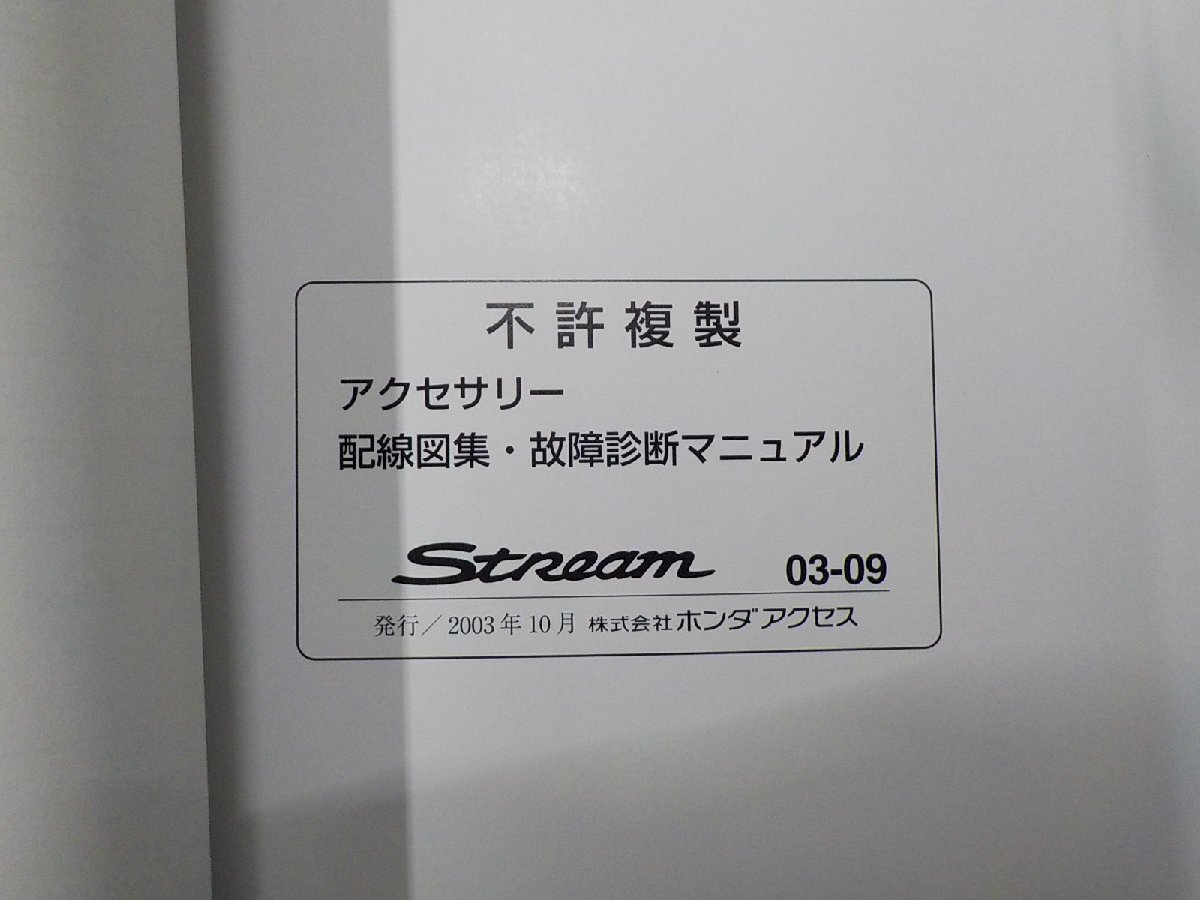 不許複製
アクセサリー
配線図集・故障診断マニュアル
Stream 03-09
発行／2003年10月 株式会社ホンダアクセス